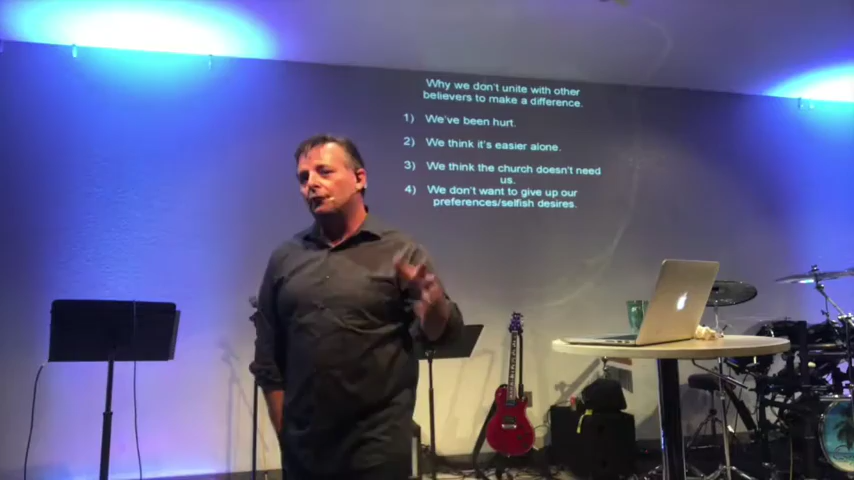 Why we don't unite with other
believers to make a difference.
1) We've been hurt.
2) We think it's easier alone.
3) We think the church doesn't need
us.
4) We don't want to give up our
preferences/selfish desires.